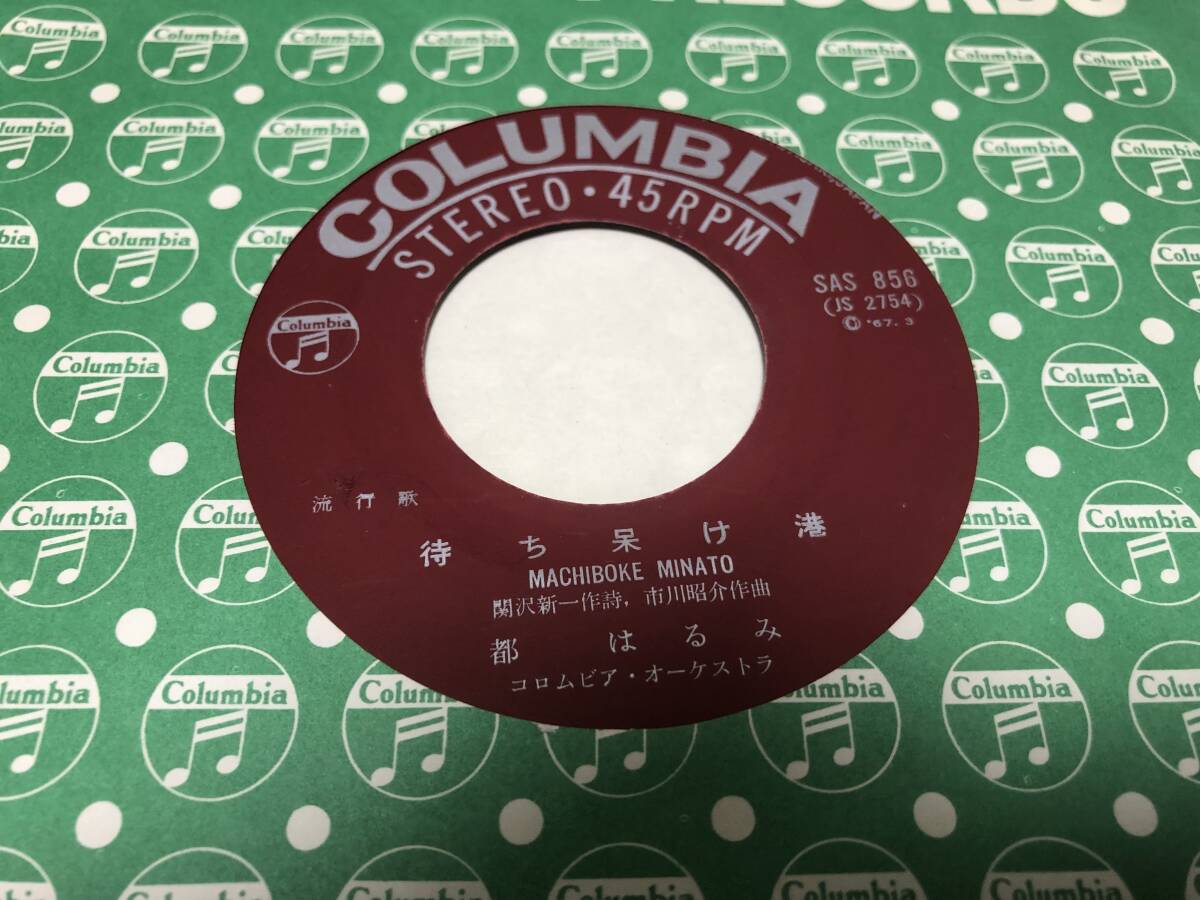 RECORDS
COLUMBIA
STEREO・45RPM
SAS 856
(JS 2754)
Ⓒ '67. 3
Columbia
流行歌
待ち呆け港
MACHIBOKE MINATO
関沢新一作詩, 市川昭介作曲
都 はるみ
コロムビア・オーケストラ